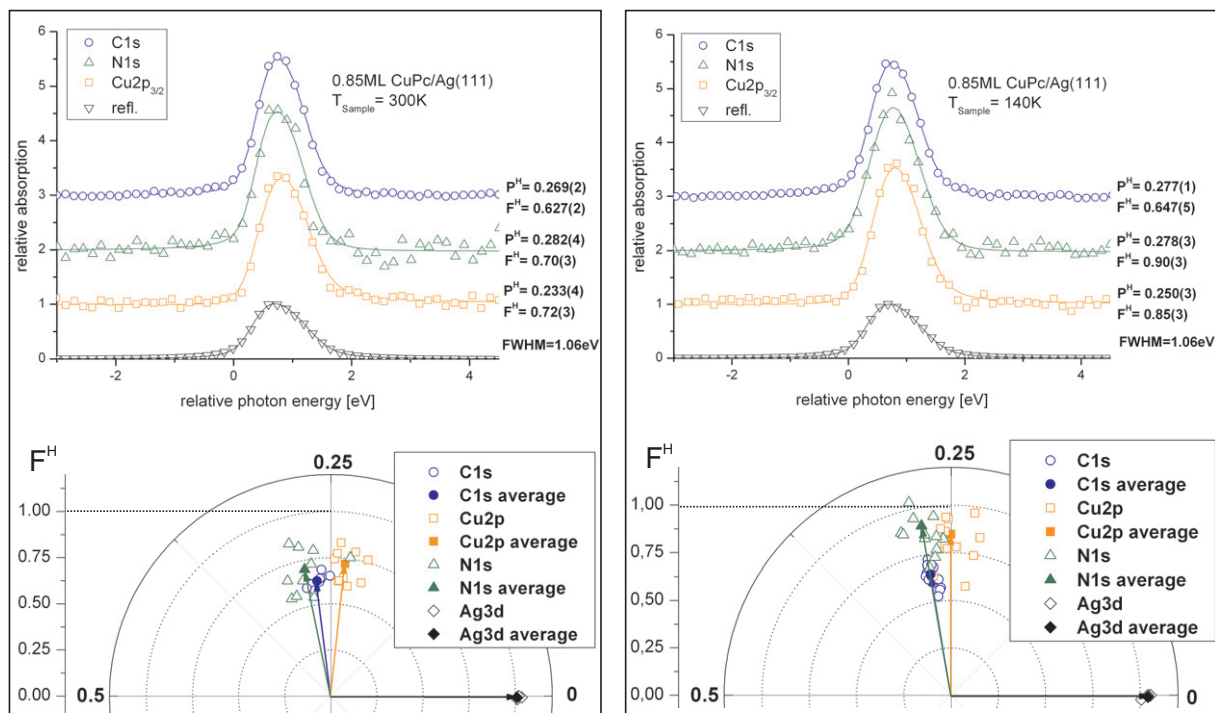 6
5
4
3
2
1
0
relative absorption
C1s
N1s
Cu2p3/2
refl.
0.85ML CuPc/Ag(111)
TSample= 300K
PH= 0.269(2)
FH= 0.627(2)
PH= 0.282(4)
FH= 0.70(3)
PH= 0.233(4)
FH= 0.72(3)
FWHM=1.06eV
-2 0 2 4
relative photon energy [eV]
FH
1.00
0.75
0.50
0.25
0.00
0.25
0.5
0
C1s
C1s average
Cu2p
Cu2p average
N1s
N1s average
Ag3d
Ag3d average
6
5
4
3
2
1
0
relative absorption
C1s
N1s
Cu2p3/2
refl.
0.85ML CuPc/Ag(111)
TSample= 140K
PH= 0.277(1)
FH= 0.647(5)
PH= 0.278(3)
FH= 0.90(3)
PH= 0.250(3)
FH= 0.85(3)
FWHM=1.06eV
-2 0 2 4
relative photon energy [eV]
FH
1.00
0.75
0.50
0,25
0.00
0.25
0.5
0
C1s
C1s average
Cu2p
Cu2p average
N1s
N1s average
Ag3d
Ag3d average